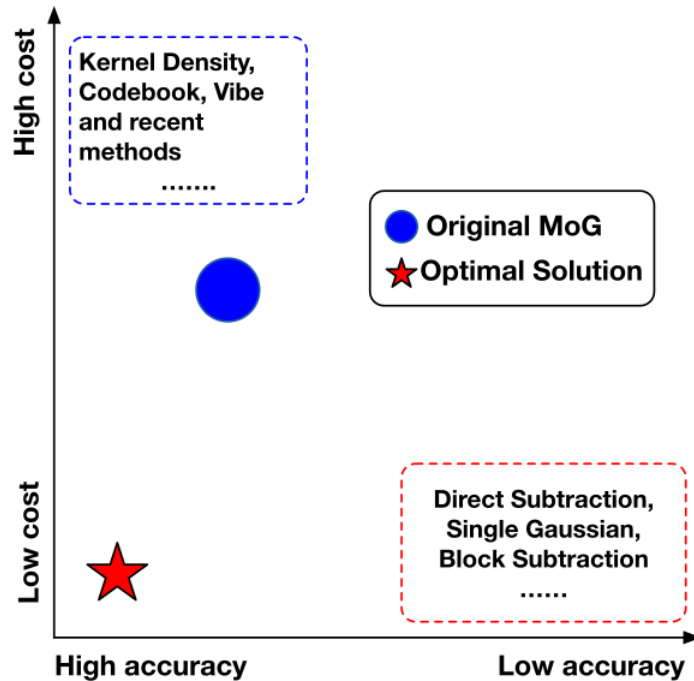 High cost
Kernel Density,
Codebook, Vibe
and recent
methods
.......
Original MoG
Optimal Solution
Low cost
Direct Subtraction,
Single Gaussian,
Block Subtraction
......
High accuracy
Low accuracy